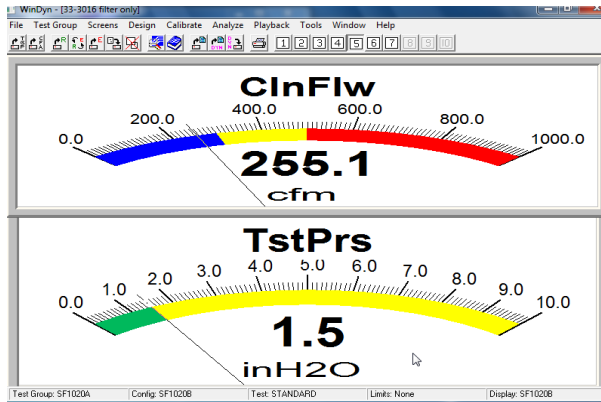 WinDyn - [33-3016 filter only]
File Test Group Screens Design Calibrate Analyze Playback Tools Window Help
1 2 3 4 5 6 7 8 9 10
ClnFlw
0.0 200.0 400.0 600.0 800.0 1000.0
255.1
cfm
TstPrs
0.0 1.0 2.0 3.0 4.0 5.0 6.0 7.0 8.0 9.0 10.0
1.5
inH2O
Test Group: SF1020A Config: SF1020B Test: STANDARD Limits: None Display: SF1020B